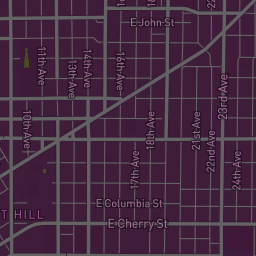 E John St
11th Ave
13th Ave
14th Ave
16th Ave
10th Ave
18th Ave
17th Ave
21st Ave
22nd Ave
23rd Ave
24th Ave
E Columbia St
T HILL
E Cherry St